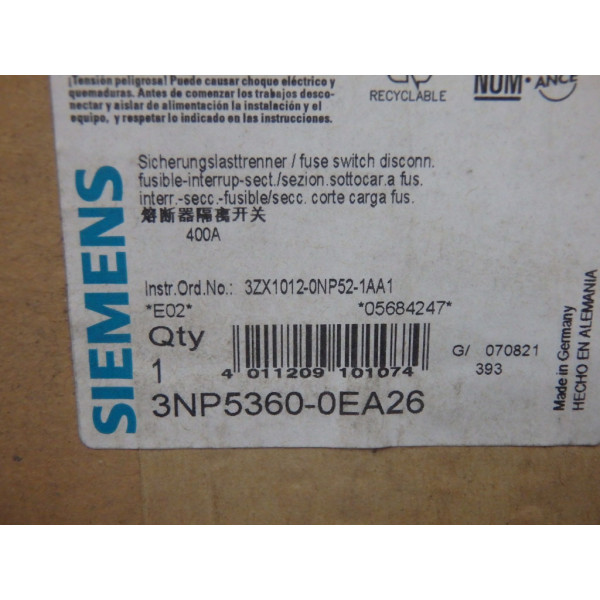 ¡Tensión peligrosa! Puede causar choque eléctrico y
quemaduras. Antes de comenzar los trabajos desco-
nectar y aislar de alimentación la instalación y el
equipo, y respetar lo indicado en las instrucciones.
RECYCLABLE
NOM
ANCE
SIEMENS
Sicherungslasttrenner / fuse switch disconn.
fusible-interrup-sect./sezion.sottocar.a fus.
interr.-secc.-fusible/secc. corte carga fus.
熔断器隔离开关
400A
Instr.Ord.No.: 3ZX1012-0NP52-1AA1
*E02* *05684247*
Qty
1
4 011209 101074
G/ 070821
393
3NP5360-0EA26
Made in Germany
HECHO EN ALEMANIA